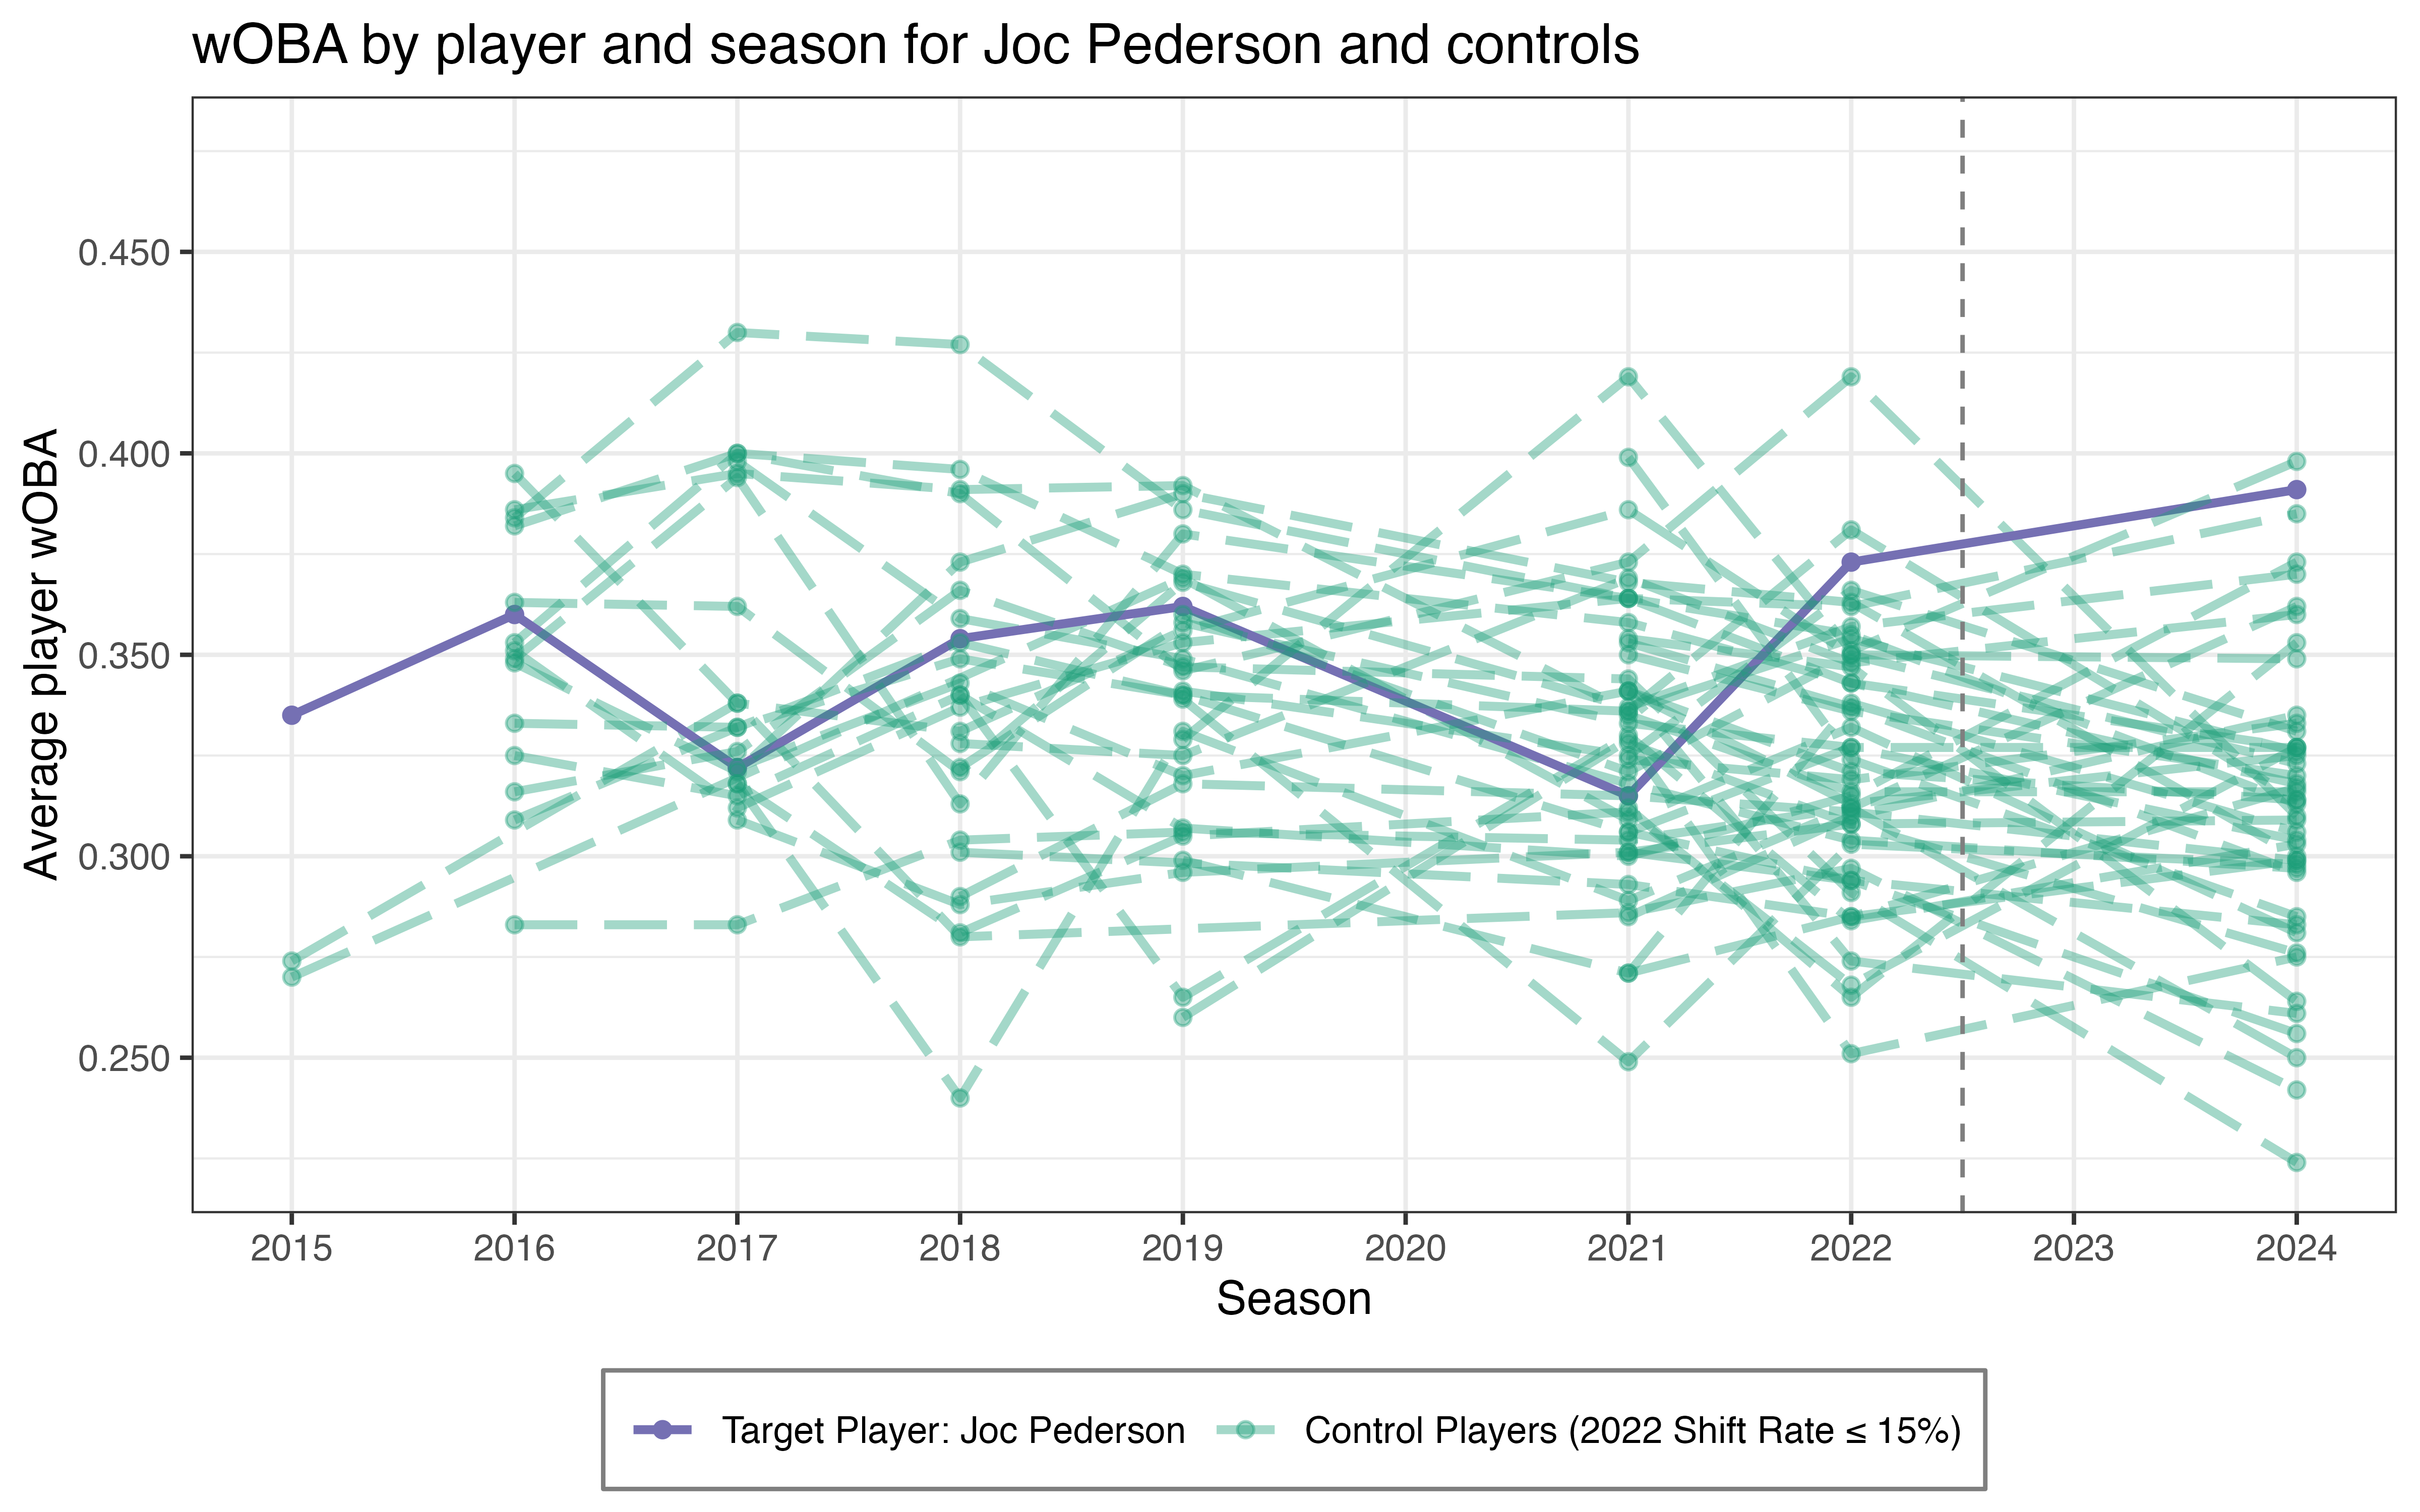 wOBA by player and season for Joc Pederson and controls
Average player wOBA
0.450
0.400
0.350
0.300
0.250
2015 2016 2017 2018 2019 2020 2021 2022 2023 2024
Season
Target Player: Joc Pederson Control Players (2022 Shift Rate ≤ 15%)